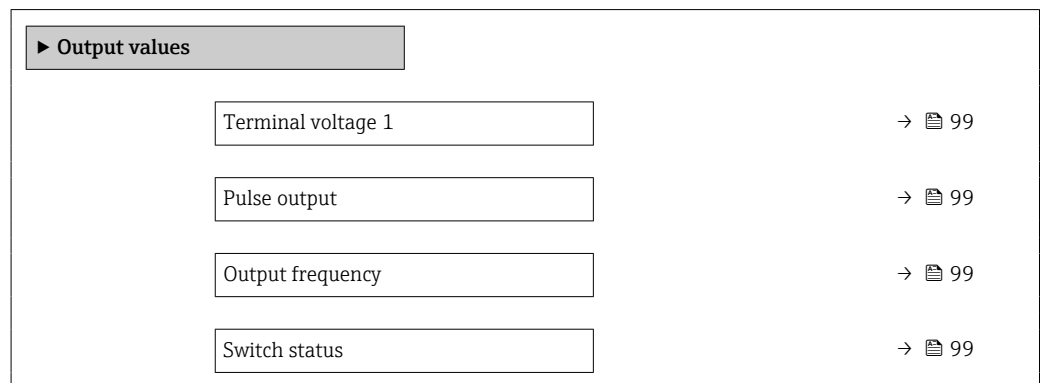 ▶ Output values
Terminal voltage 1 → 99
Pulse output → 99
Output frequency → 99
Switch status → 99